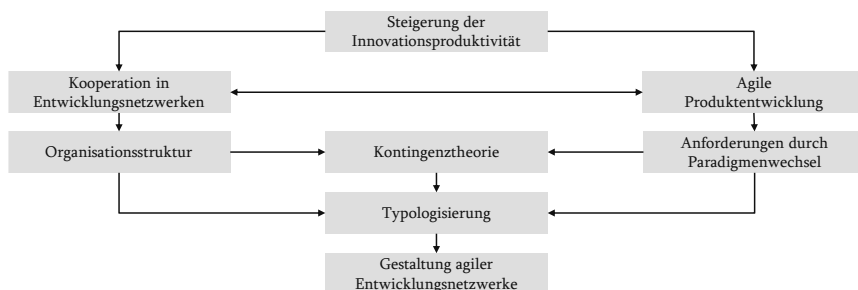 Steigerung der
Innovationsproduktivität
Kooperation in
Entwicklungsnetzwerken
Agile
Produktentwicklung
Organisationsstruktur
Kontingenztheorie
Anforderungen durch
Paradigmenwechsel
Typologisierung
Gestaltung agiler
Entwicklungsnetzwerke